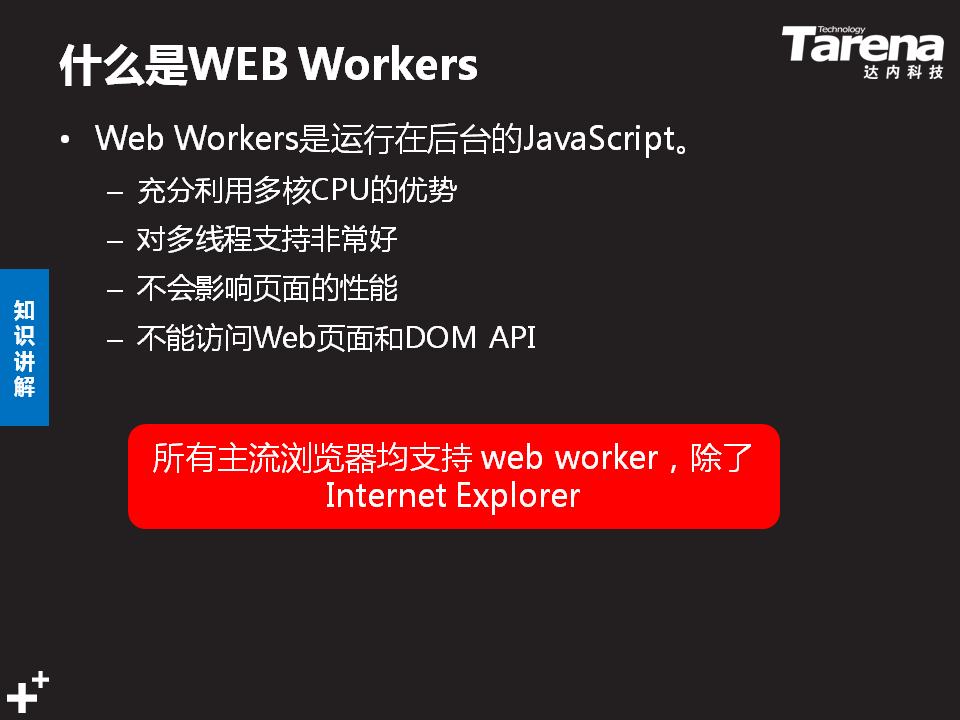 什么是WEB Workers
Technology
Tarena
达内科技
• Web Workers是运行在后台的JavaScript。
– 充分利用多核CPU的优势
– 对多线程支持非常好
– 不会影响页面的性能
– 不能访问Web页面和DOM API
知识讲解
所有主流浏览器均支持 web worker，除了
Internet Explorer